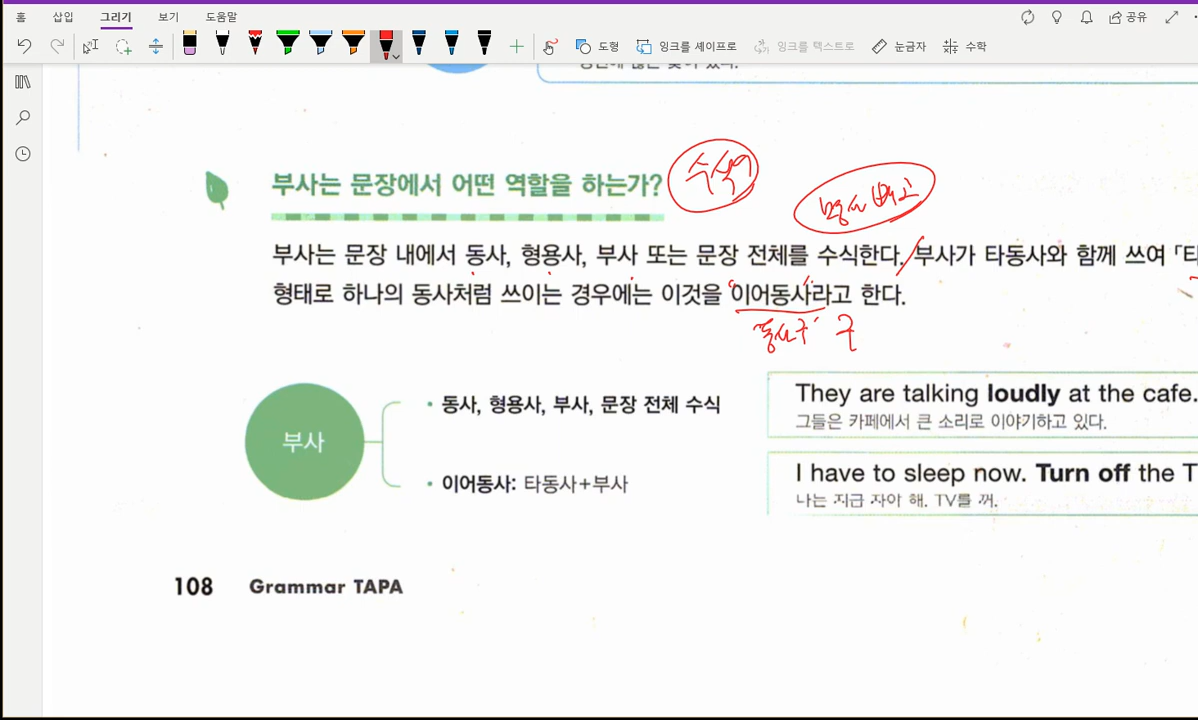 홈 삽입 그리기 보기 도움말
공유
도형 잉크를 셰이프로 잉크를 텍스트로 눈금자 수학
부사는 문장에서 어떤 역할을 하는가? 수식어
명사 빼고
부사는 문장 내에서 동사, 형용사, 부사 또는 문장 전체를 수식한다. 부사가 타동사와 함께 쓰여 「타
형태로 하나의 동사처럼 쓰이는 경우에는 이것을 이어동사라고 한다.
동사구 구
부사
• 동사, 형용사, 부사, 문장 전체 수식
They are talking loudly at the cafe.
그들은 카페에서 큰 소리로 이야기하고 있다.
• 이어동사: 타동사+부사
I have to sleep now. Turn off the T
나는 지금 자야 해. TV를 꺼.
108 Grammar TAPA